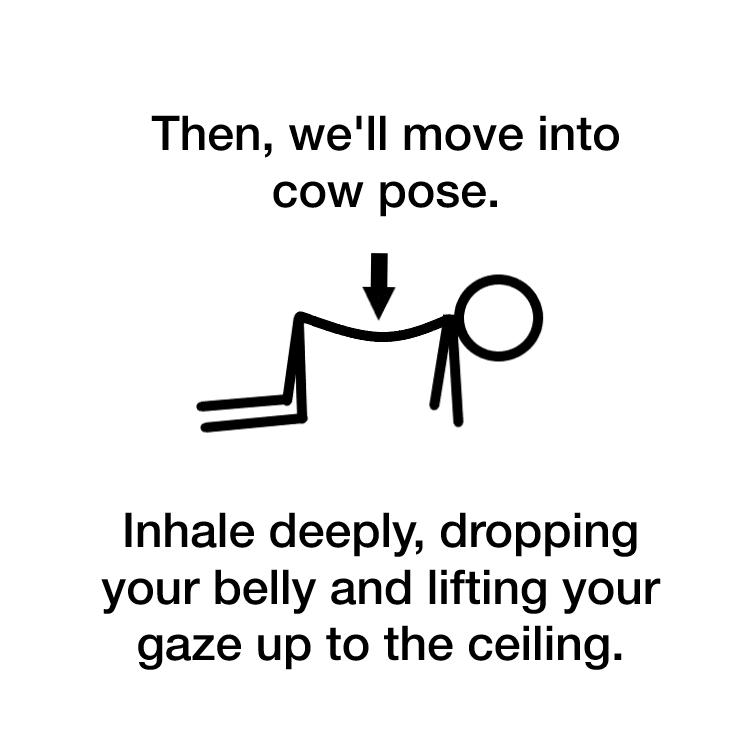 Then, we'll move into
cow pose.
Inhale deeply, dropping
your belly and lifting your
gaze up to the ceiling.